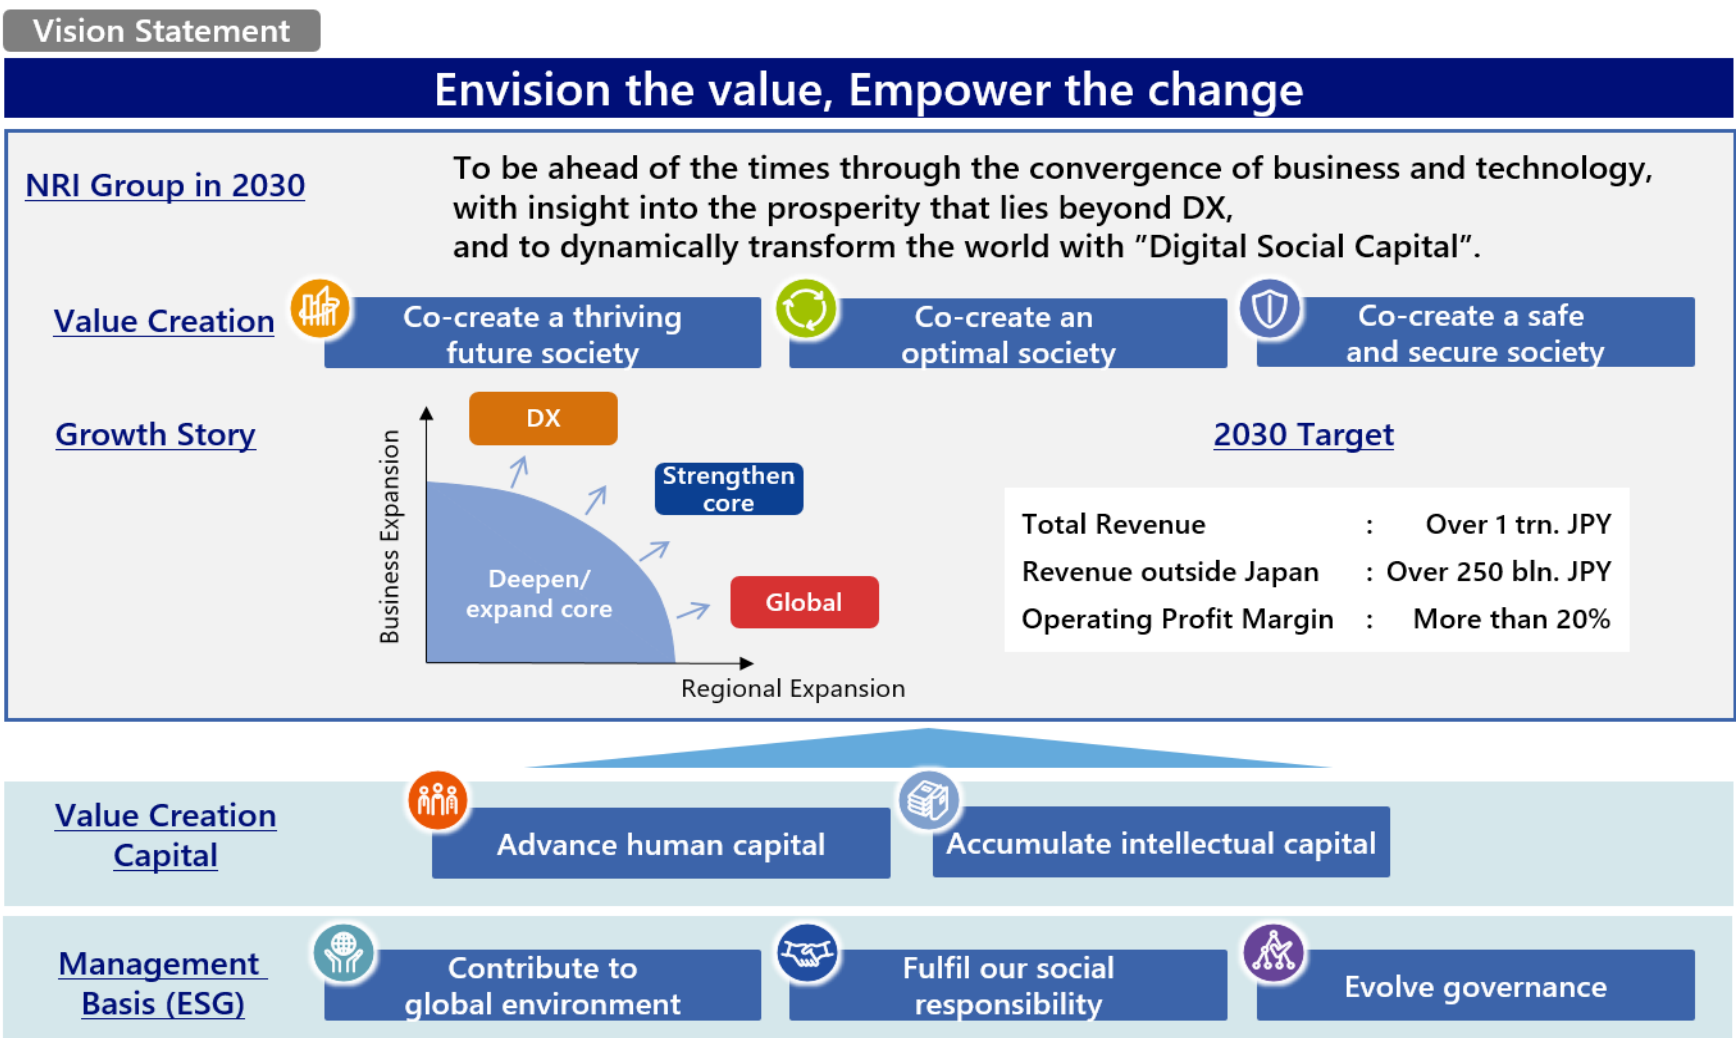 Vision Statement
Envision the value, Empower the change
NRI Group in 2030
To be ahead of the times through the convergence of business and technology,
with insight into the prosperity that lies beyond DX,
and to dynamically transform the world with ”Digital Social Capital”.
Value Creation
Co-create a thriving
future society
Co-create an
optimal society
Co-create a safe
and secure society
Growth Story
Business Expansion
DX
Strengthen
core
Deepen/
expand core
Global
Regional Expansion
2030 Target
Total Revenue : Over 1 trn. JPY
Revenue outside Japan : Over 250 bln. JPY
Operating Profit Margin : More than 20%
Value Creation
Capital
Advance human capital
Accumulate intellectual capital
Management
Basis (ESG)
Contribute to
global environment
Fulfil our social
responsibility
Evolve governance